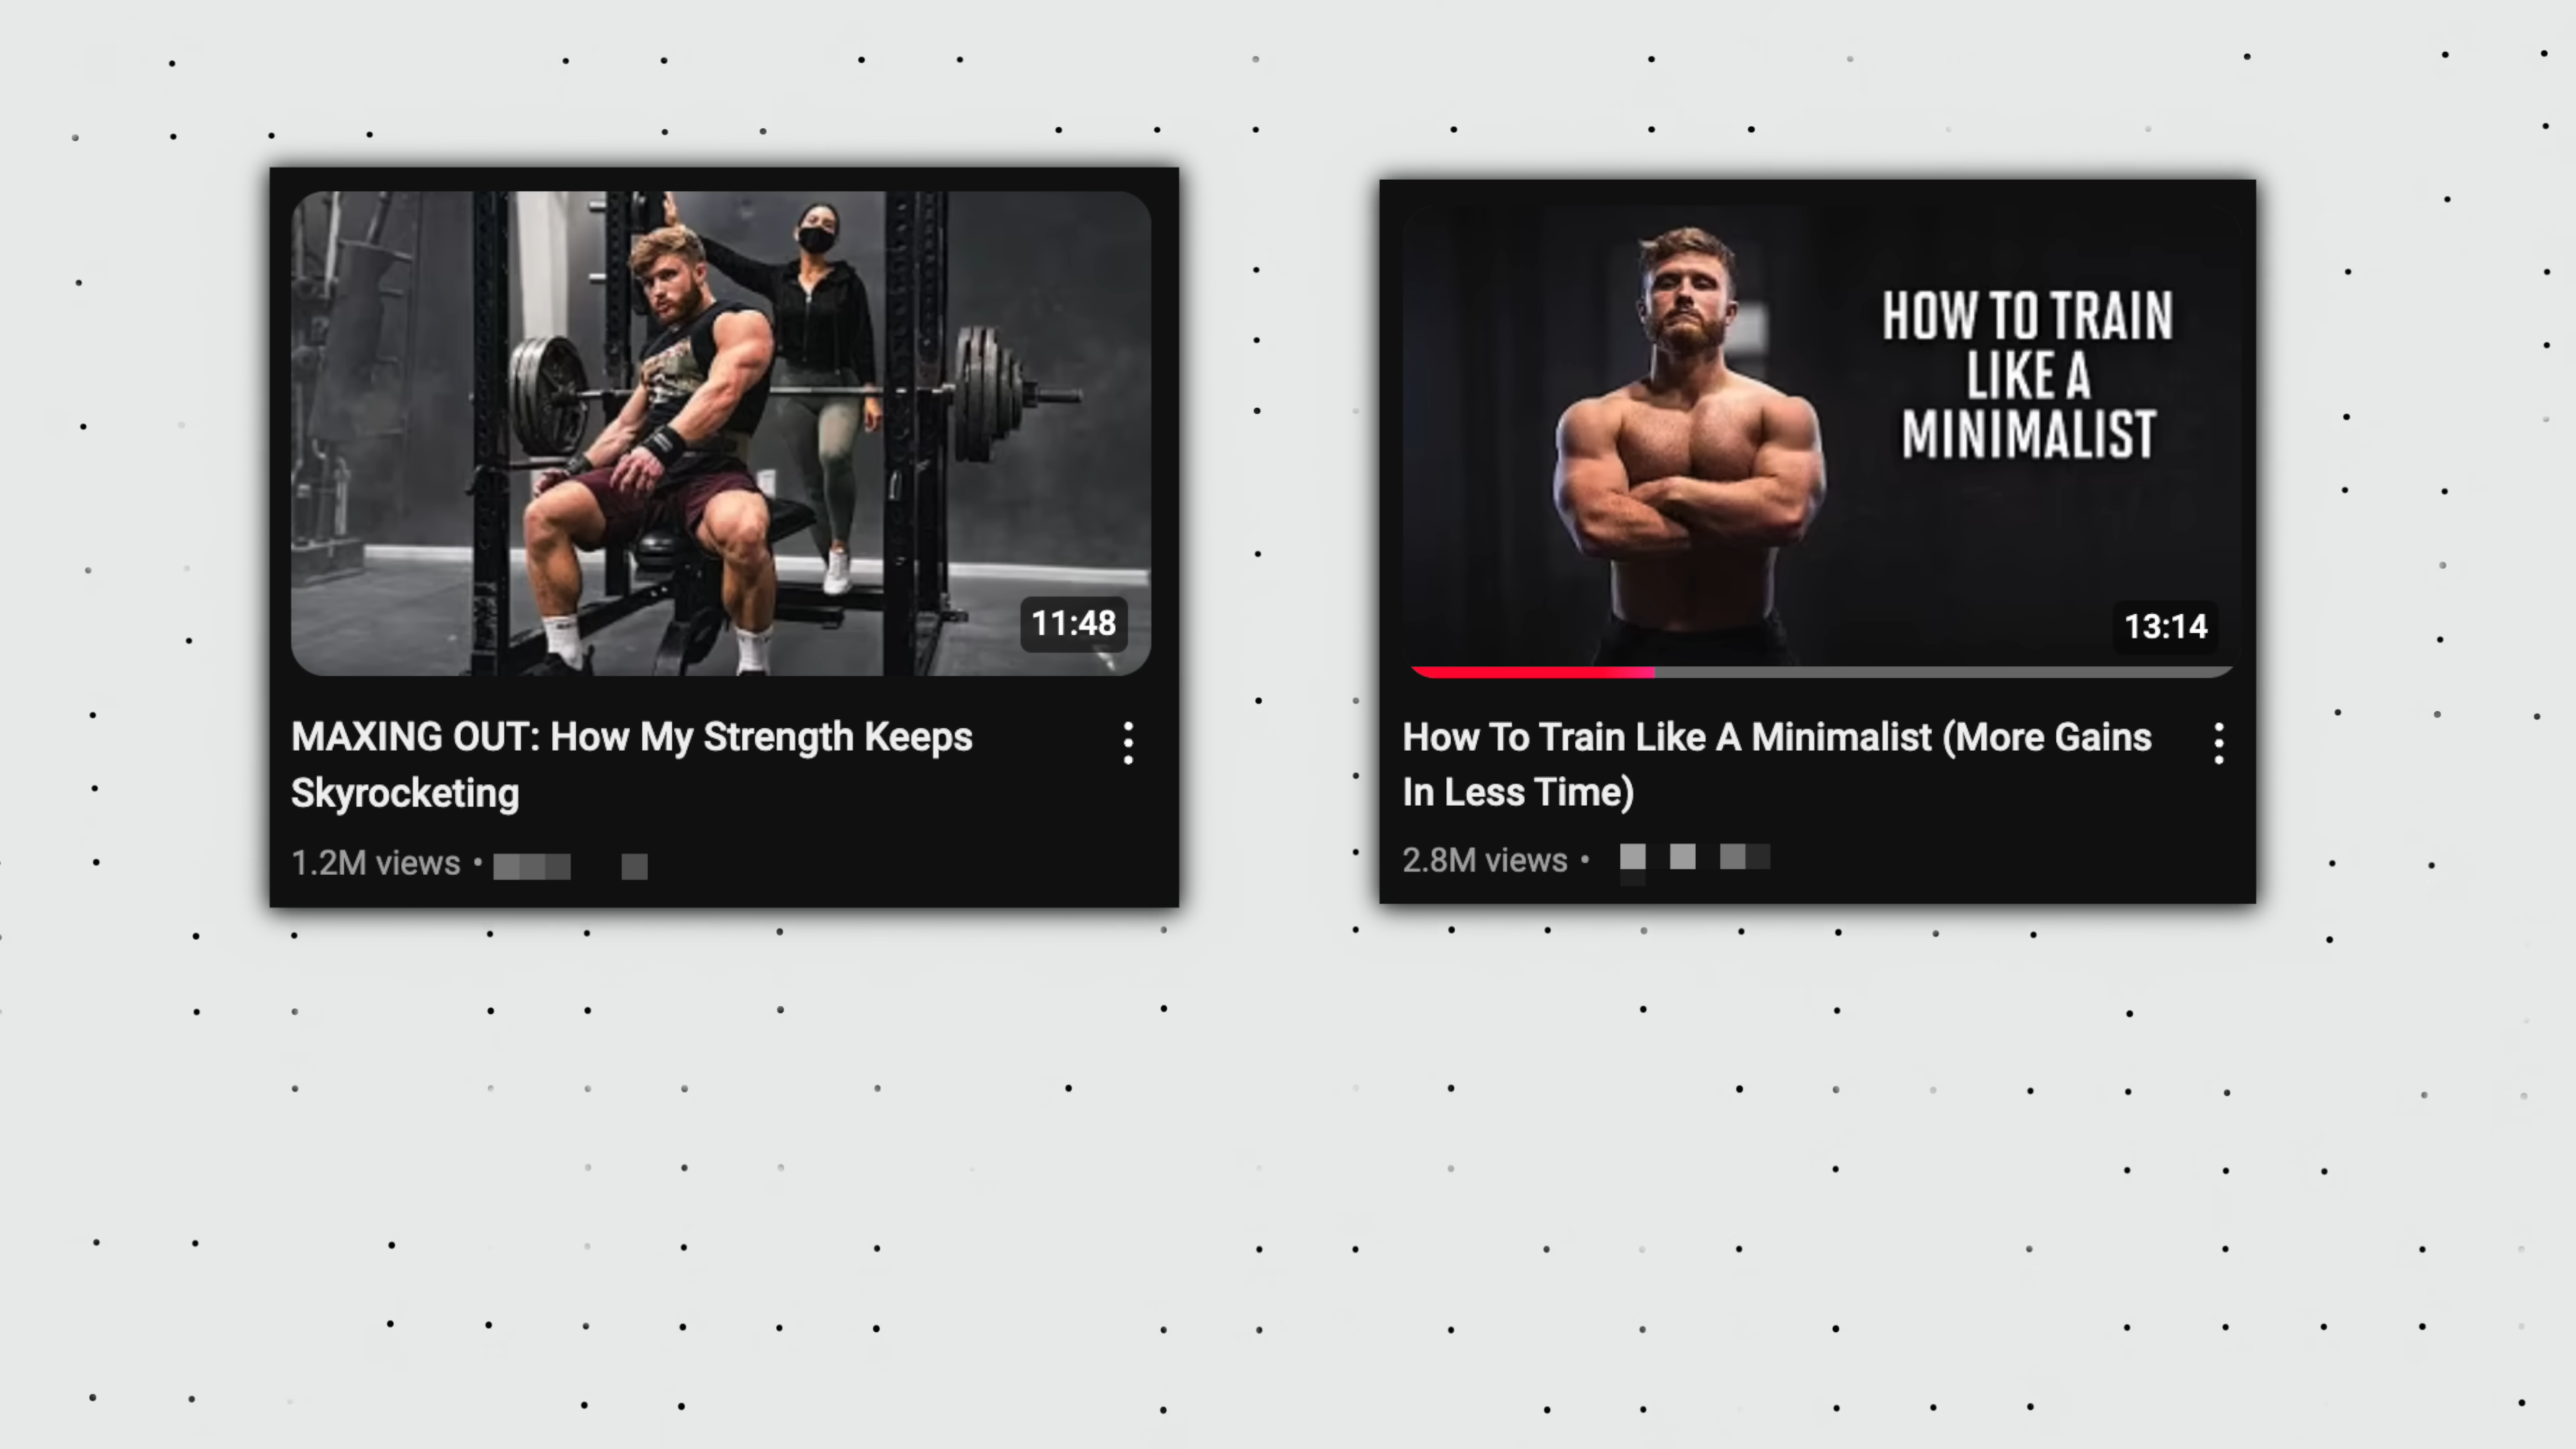 11:48
MAXING OUT: How My Strength Keeps
Skyrocketing
1.2M views •
HOW TO TRAIN
LIKE A
MINIMALIST
13:14
How To Train Like A Minimalist (More Gains
In Less Time)
2.8M views •